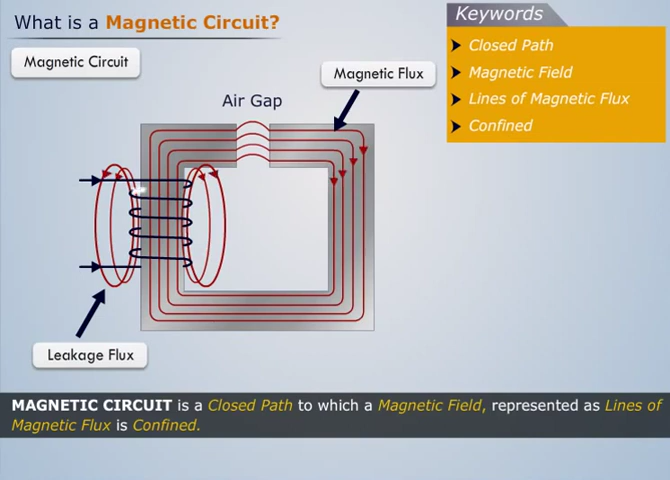 What is a Magnetic Circuit?
Keywords
Closed Path
Magnetic Field
Lines of Magnetic Flux
Confined
Magnetic Circuit
Magnetic Flux
Air Gap
Leakage Flux
MAGNETIC CIRCUIT is a Closed Path to which a Magnetic Field, represented as Lines of
Magnetic Flux is Confined.